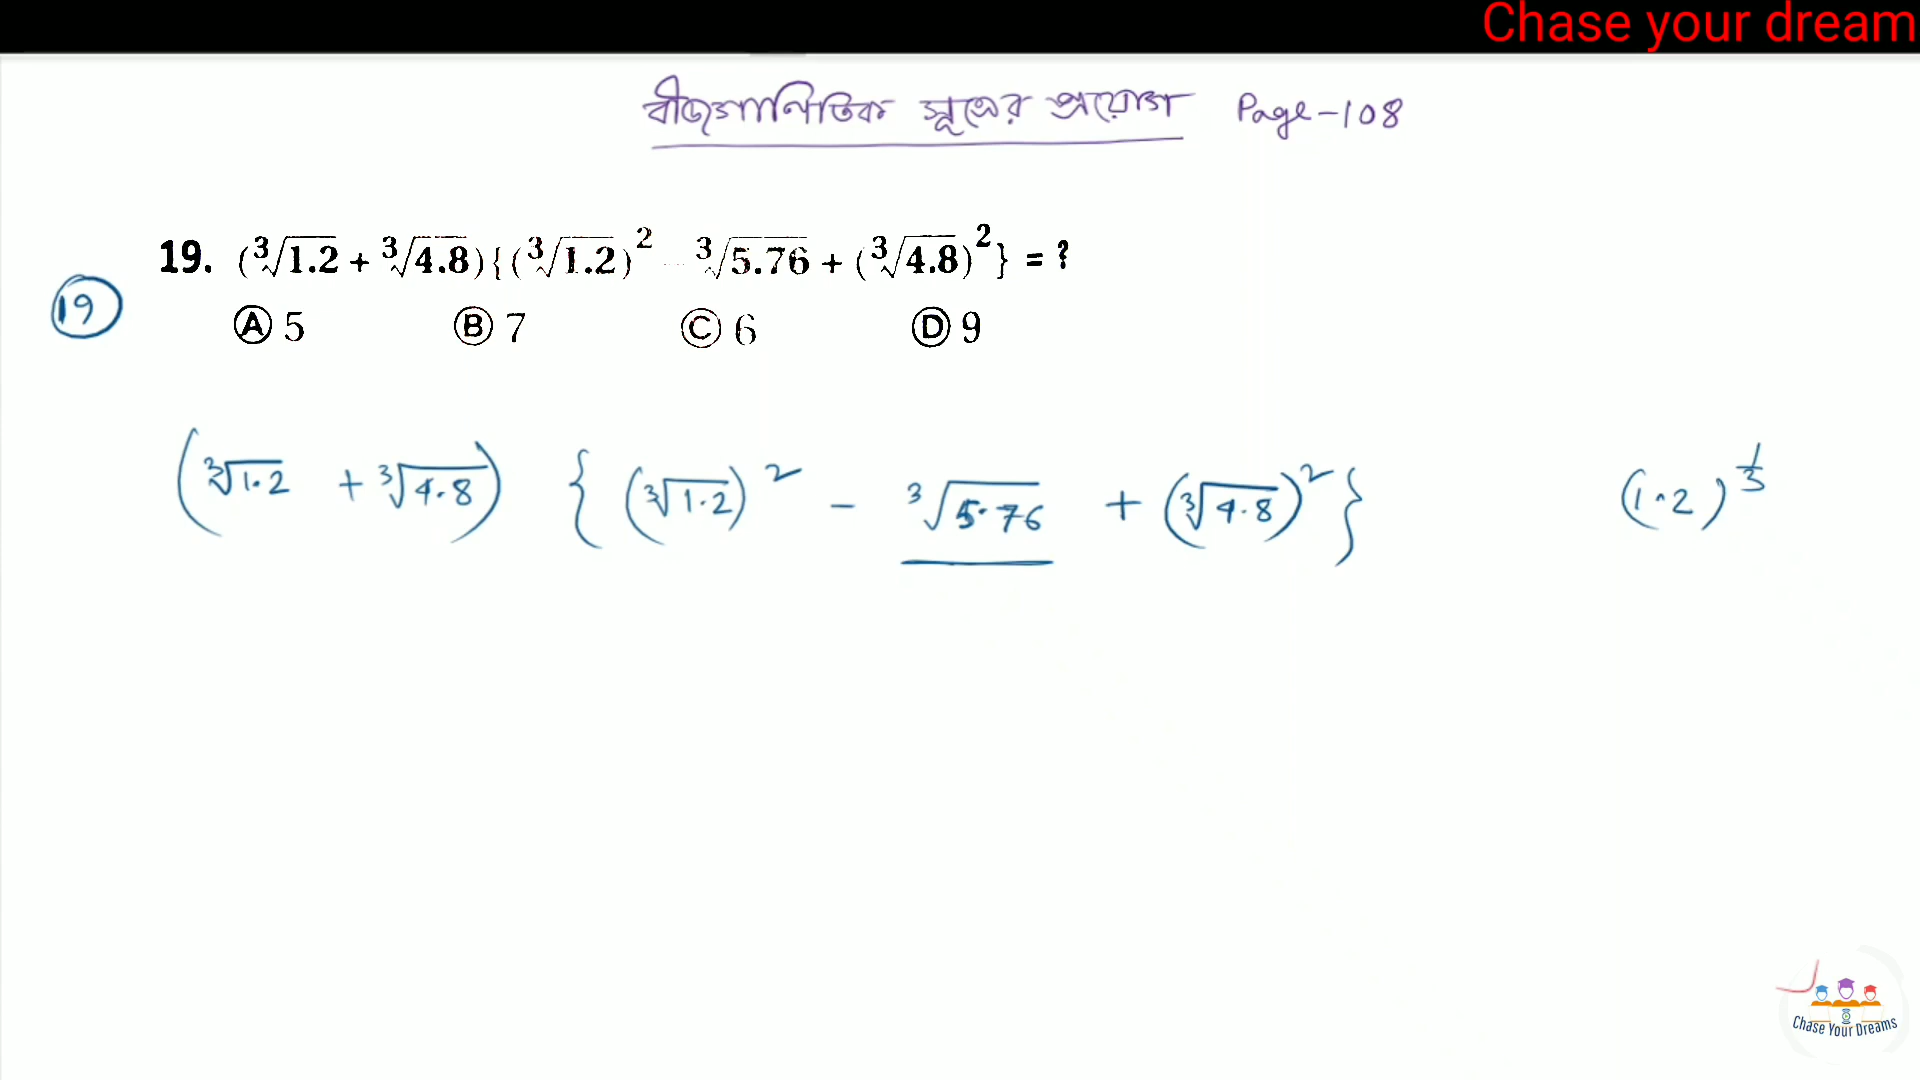 Chase your dream
বীজগাণিতিক সূত্রের প্রয়োগ Page-108
19. (∛1.2 + ∛4.8){(∛1.2)² - ∛5.76 + (∛4.8)²} = ?
19
Ⓐ 5 Ⓑ 7 Ⓒ 6 Ⓓ 9
(∛1.2 + ∛4.8) {(∛1.2)² - ∛5.76 + (∛4.8)²} (1.2)^1/3
Chase Your Dreams